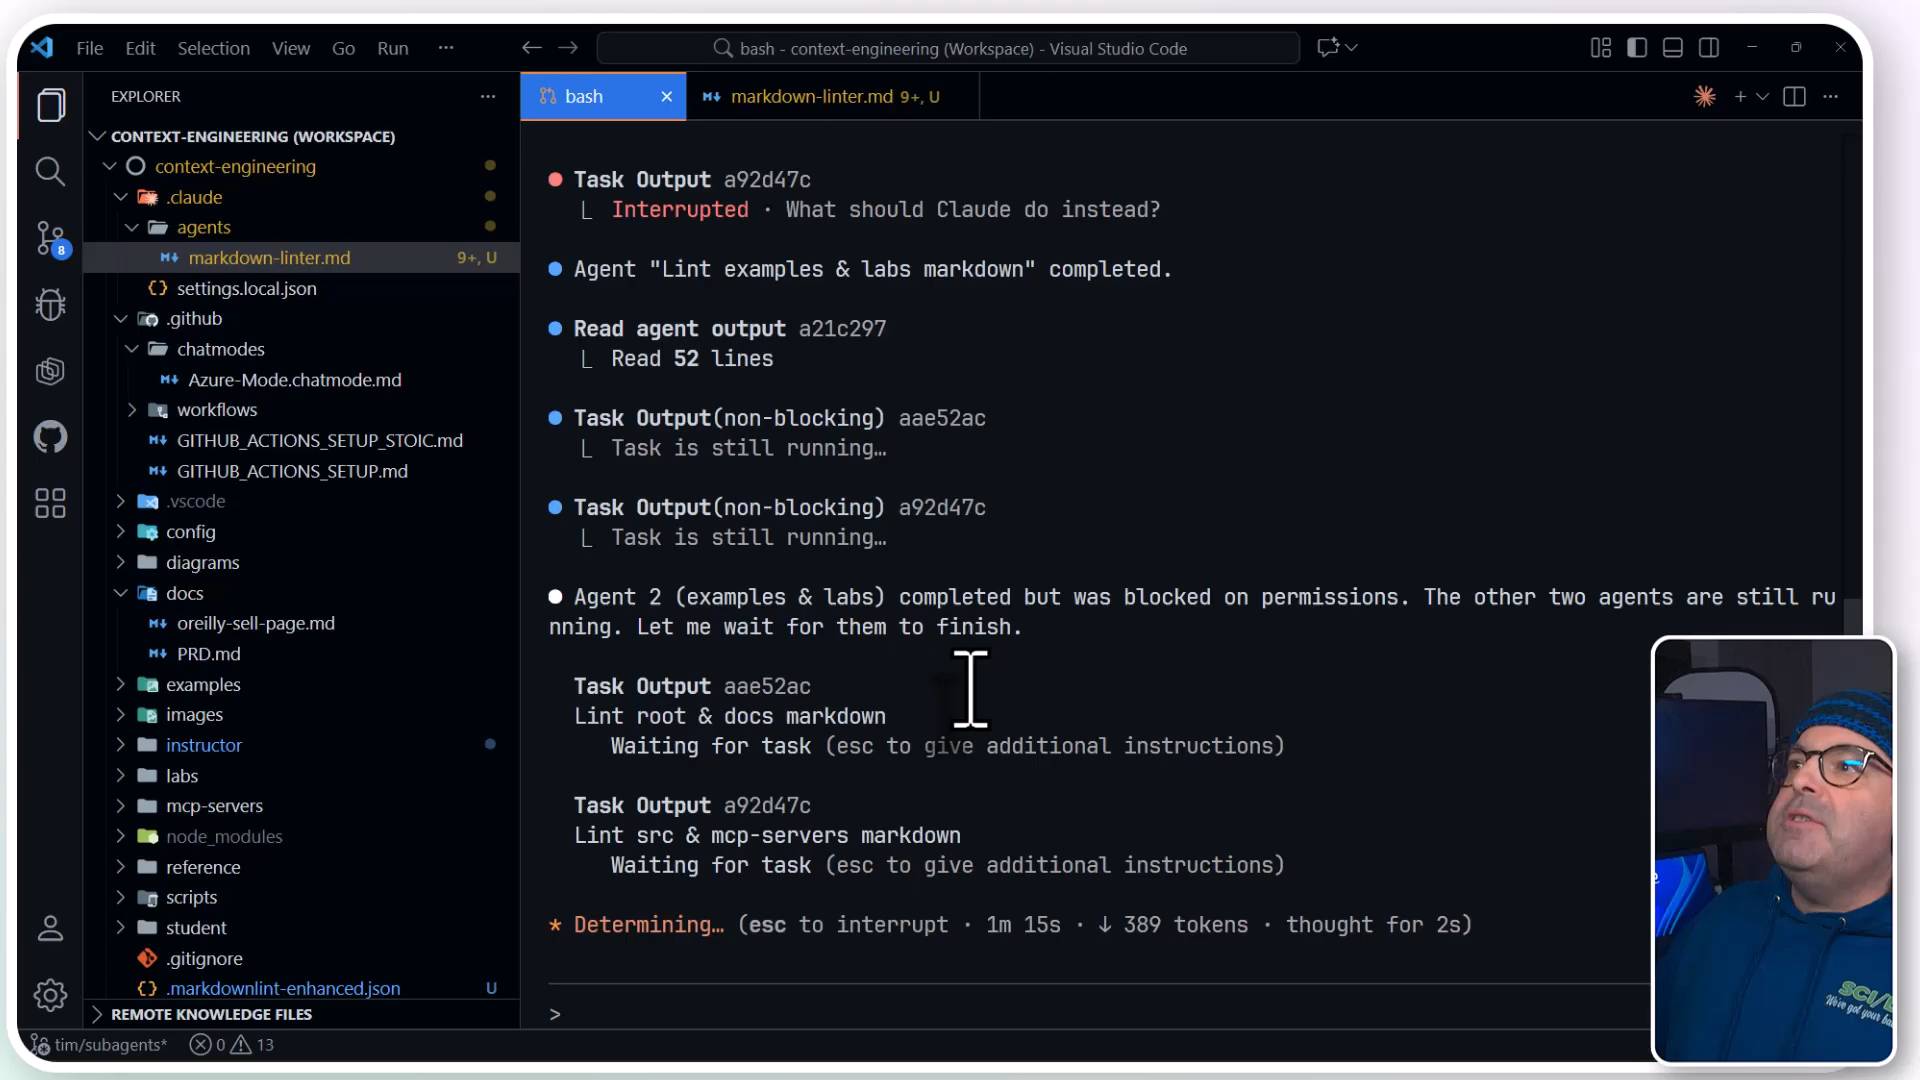 File Edit Selection View Go Run ···
bash - context-engineering (Workspace) - Visual Studio Code
EXPLORER
bash
markdown-linter.md 9+, U
CONTEXT-ENGINEERING (WORKSPACE)
context-engineering
.claude
agents
markdown-linter.md 9+, U
settings.local.json
.github
chatmodes
Azure-Mode.chatmode.md
workflows
GITHUB_ACTIONS_SETUP_STOIC.md
GITHUB_ACTIONS_SETUP.md
.vscode
config
diagrams
docs
oreilly-sell-page.md
PRD.md
examples
images
instructor
labs
mcp-servers
node_modules
reference
scripts
student
.gitignore
.markdownlint-enhanced.json U
REMOTE KNOWLEDGE FILES
8
Task Output a92d47c
Interrupted · What should Claude do instead?
Agent "Lint examples & labs markdown" completed.
Read agent output a21c297
Read 52 lines
Task Output(non-blocking) aae52ac
Task is still running…
Task Output(non-blocking) a92d47c
Task is still running…
Agent 2 (examples & labs) completed but was blocked on permissions. The other two agents are still ru
nning. Let me wait for them to finish.
Task Output aae52ac
Lint root & docs markdown
Waiting for task (esc to give additional instructions)
Task Output a92d47c
Lint src & mcp-servers markdown
Waiting for task (esc to give additional instructions)
* Determining… (esc to interrupt · 1m 15s · ↓ 389 tokens · thought for 2s)
>
tim/subagents* 0 13
We've got your